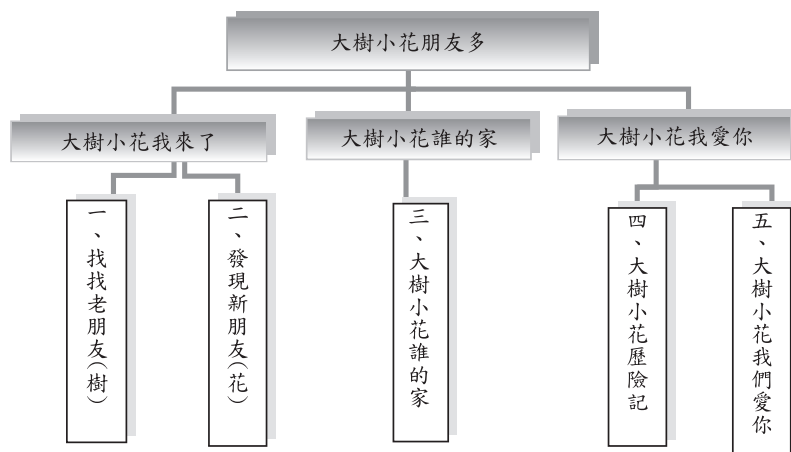 大樹小花朋友多
大樹小花我來了
大樹小花誰的家
大樹小花我愛你
一、找找老朋友(樹)
二、發現新朋友(花)
三、大樹小花誰的家
四、大樹小花歷險記
五、大樹小花我們愛你